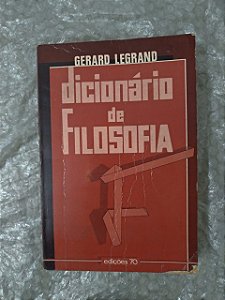 GERARD LEGRAND
dicionário
de
FILOSOFIA
edições 70